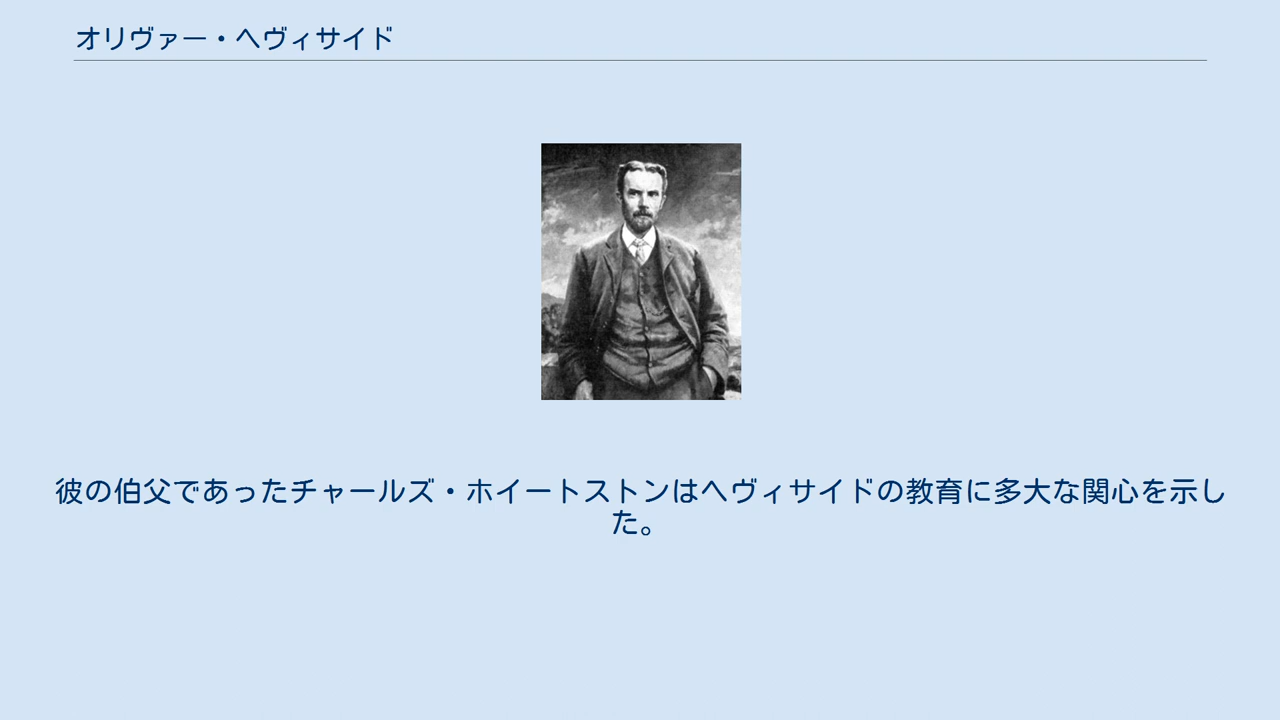 オリヴァー・ヘヴィサイド
彼の伯父であったチャールズ・ホイートストンはヘヴィサイドの教育に多大な関心を示し
た。